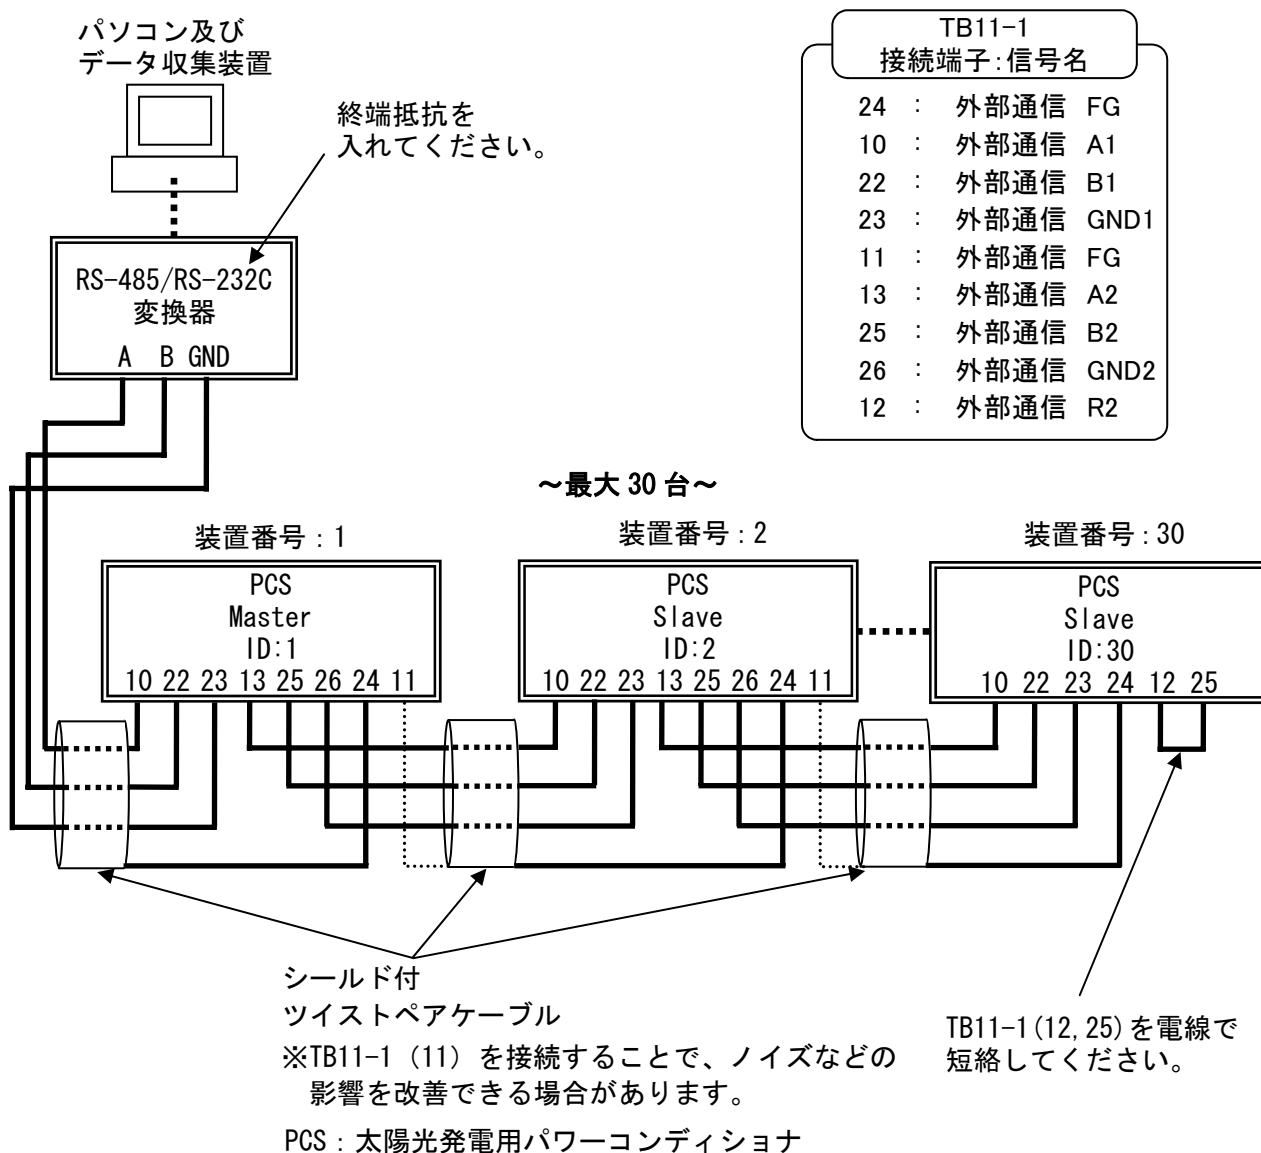 パソコン及び
データ収集装置
終端抵抗を
入れてください。
RS-485/RS-232C
変換器
A B GND
TB11-1
接続端子:信号名
24 : 外部通信 FG
10 : 外部通信 A1
22 : 外部通信 B1
23 : 外部通信 GND1
11 : 外部通信 FG
13 : 外部通信 A2
25 : 外部通信 B2
26 : 外部通信 GND2
12 : 外部通信 R2
～最大 30 台～
装置番号：1
PCS
Master
ID:1
10 22 23 13 25 26 24 11
装置番号：2
PCS
Slave
ID:2
10 22 23 13 25 26 24 11
装置番号：30
PCS
Slave
ID:30
10 22 23 24 12 25
シールド付
ツイストペアケーブル
※TB11-1（11）を接続することで、ノイズなどの
影響を改善できる場合があります。
PCS：太陽光発電用パワーコンディショナ
TB11-1(12,25)を電線で
短絡してください。